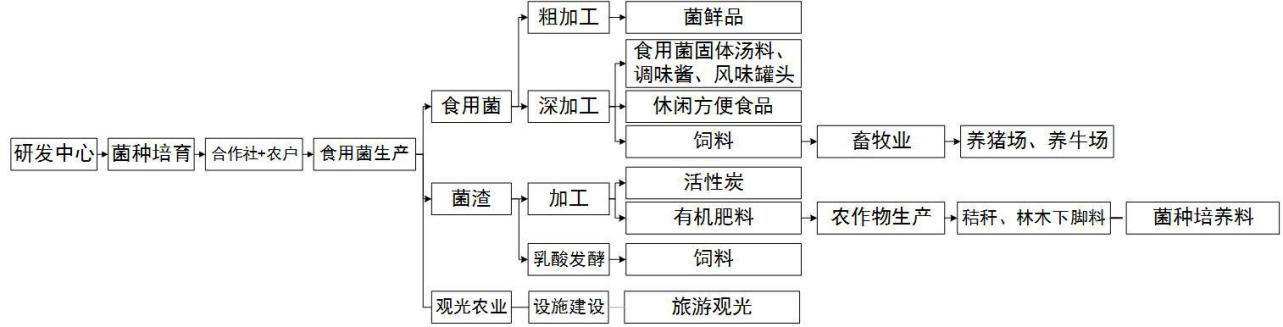 粗加工
菌鲜品
食用菌固体汤料、
调味酱、风味罐头
食用菌
深加工
休闲方便食品
研发中心
菌种培育
合作社+农户
食用菌生产
饲料
畜牧业
养猪场、养牛场
菌渣
加工
活性炭
有机肥料
农作物生产
秸秆、林木下脚料
菌种培养料
乳酸发酵
饲料
观光农业
设施建设
旅游观光